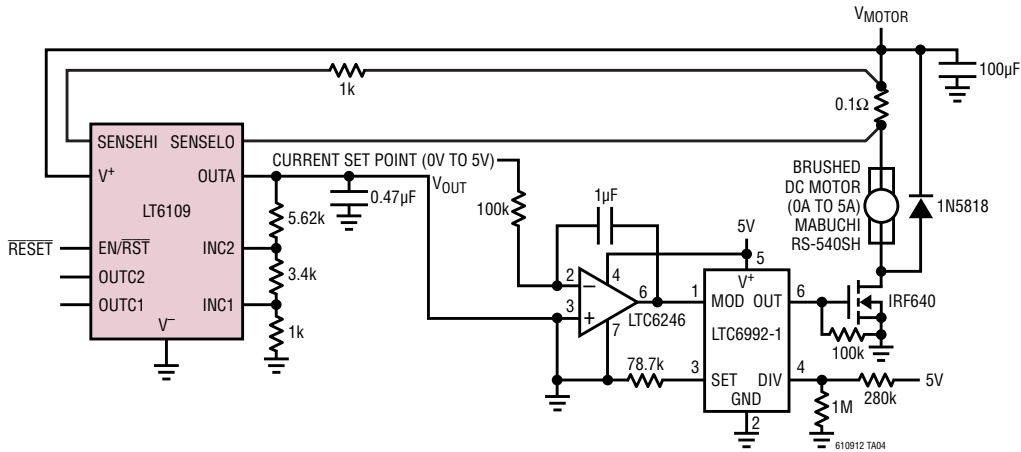 VMOTOR
100µF
1k
0.1Ω
SENSEHI SENSELO
V+ OUTA
LT6109
RESET EN/RST INC2
OUTC2
OUTC1 INC1
V–
5.62k
3.4k
1k
0.47µF
CURRENT SET POINT (0V TO 5V)
VOUT
100k
1µF
2 –
3 +
4
6
7
LTC6246
5V
5
V+
1 MOD OUT 6
LTC6992-1
3 SET DIV 4
GND
2
78.7k
BRUSHED
DC MOTOR
(0A TO 5A)
MABUCHI
RS-540SH
1N5818
IRF640
100k
1M
280k
5V
610912 TA04